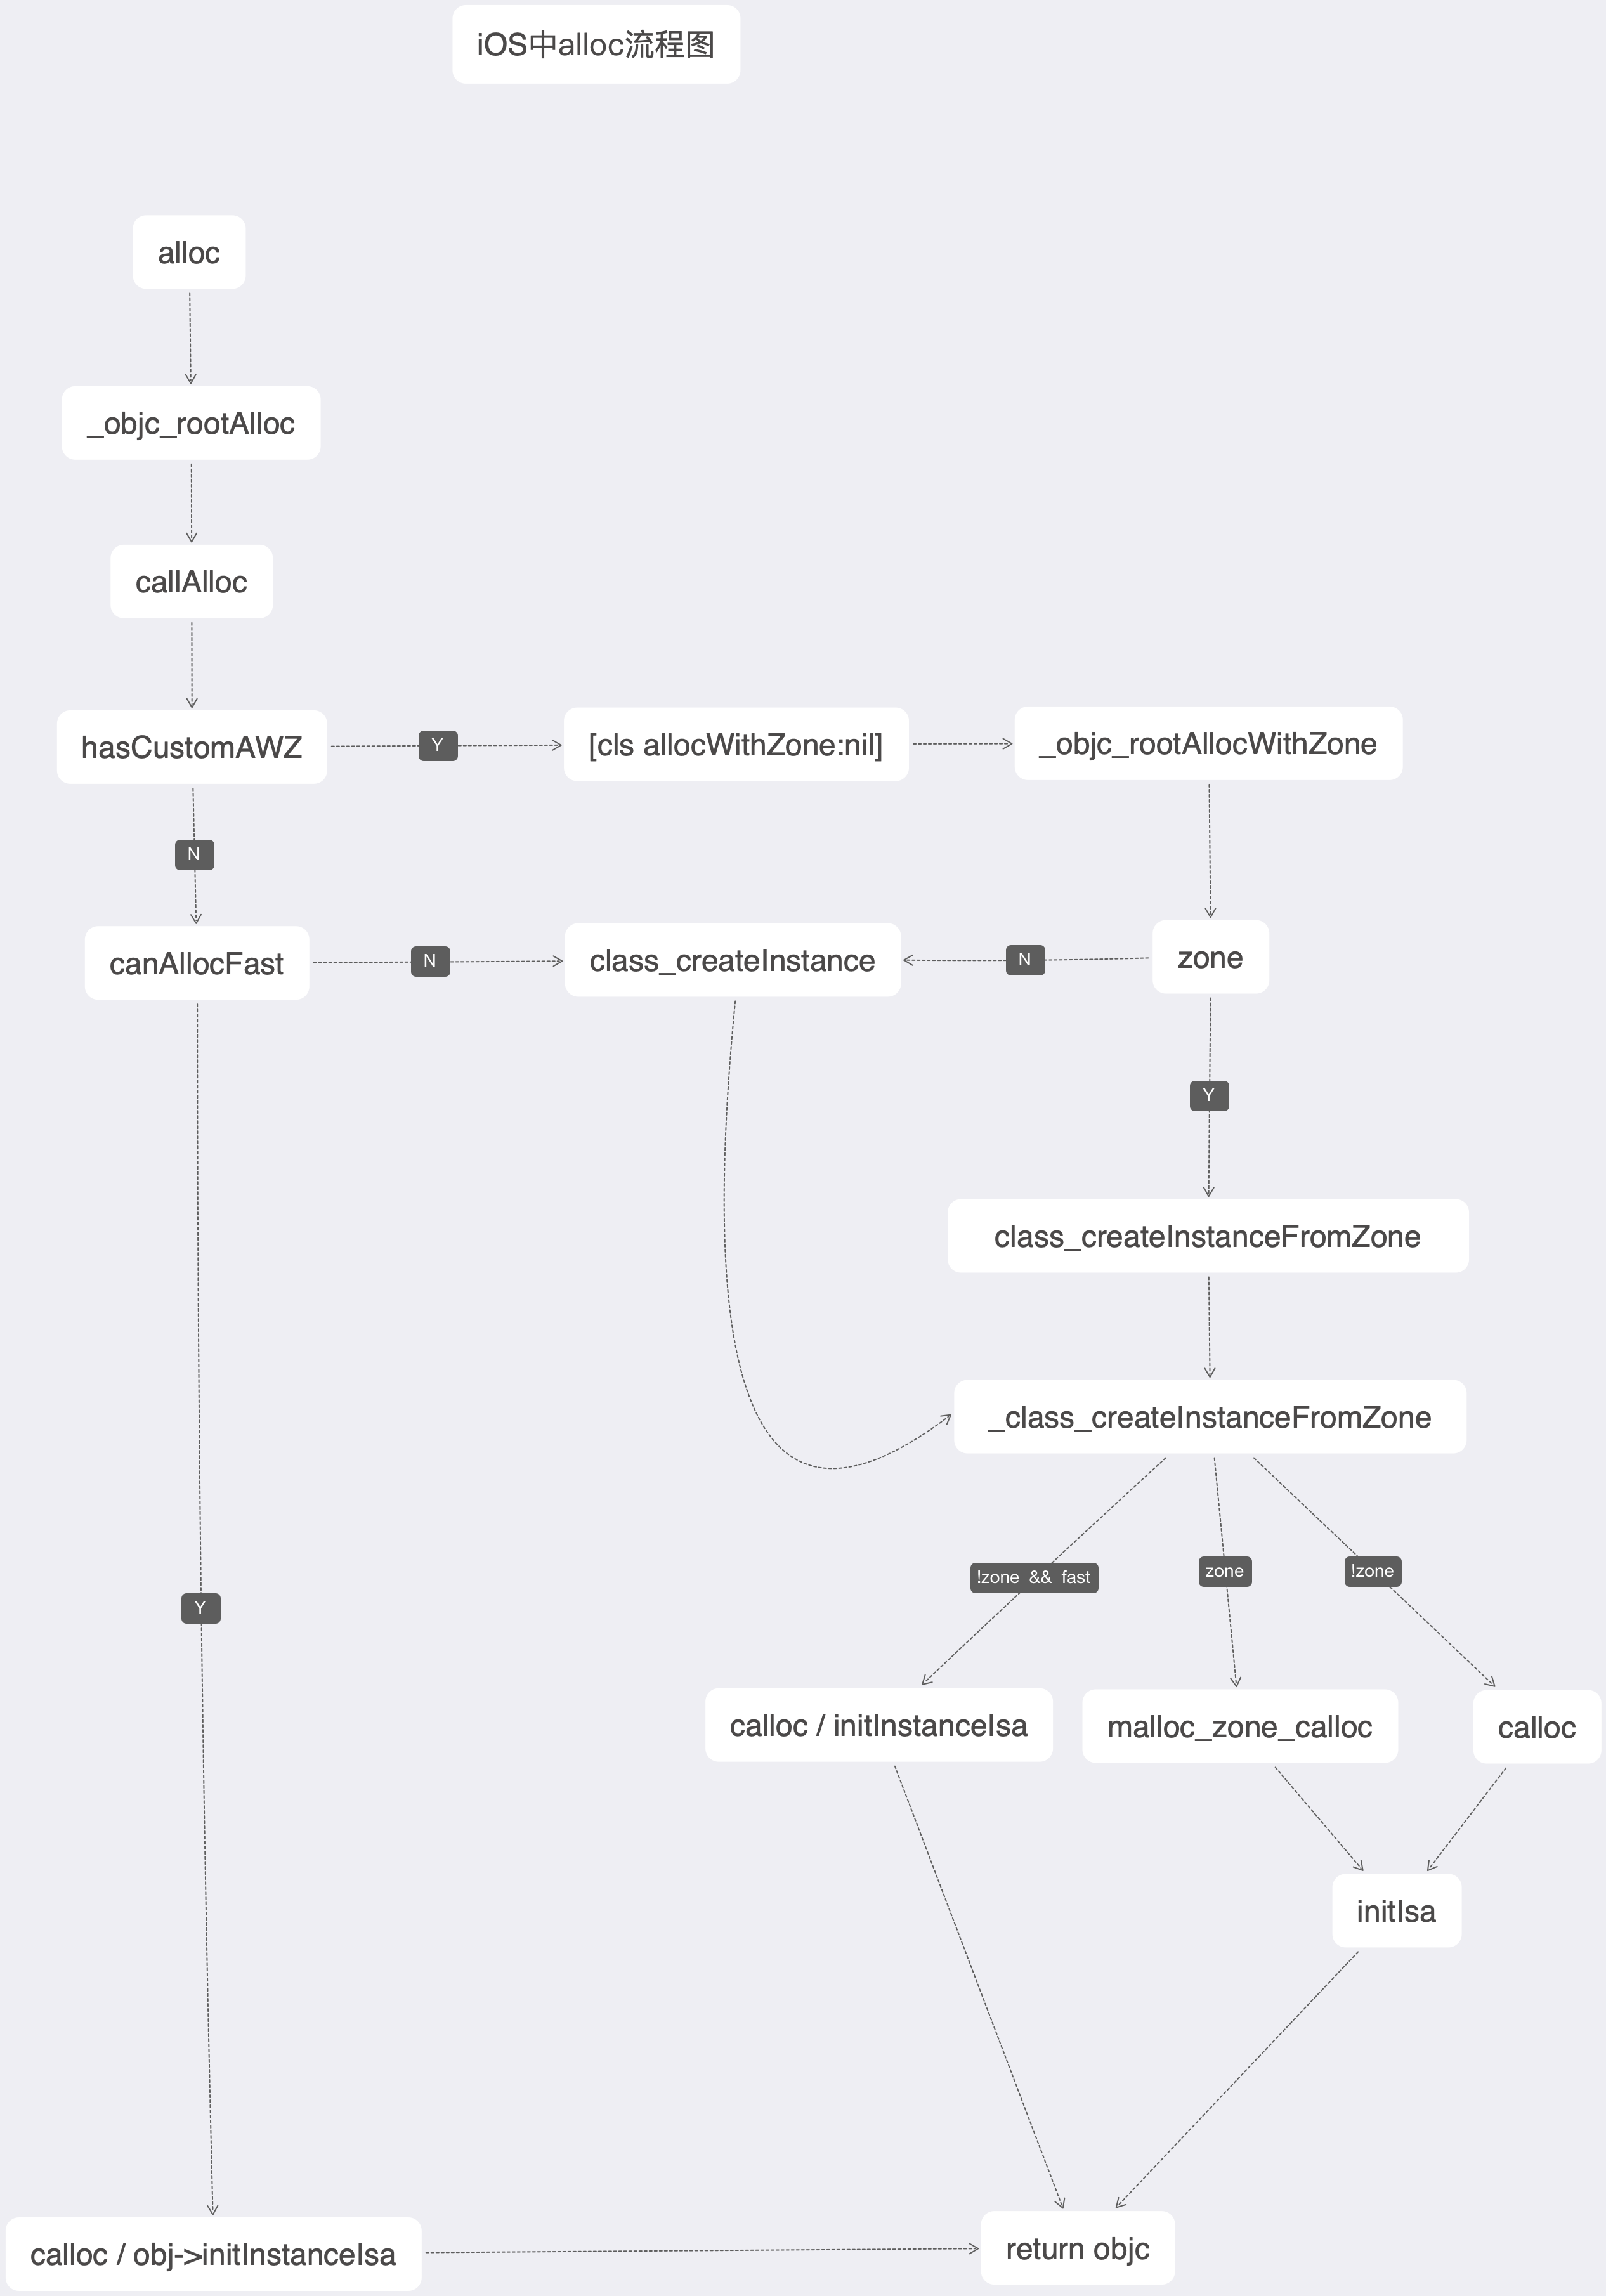 iOS中alloc流程图
alloc
_objc_rootAlloc
callAlloc
hasCustomAWZ
Y
[cls allocWithZone:nil]
_objc_rootAllocWithZone
N
canAllocFast
N
class_createInstance
N
zone
Y
class_createInstanceFromZone
_class_createInstanceFromZone
!zone && fast
zone
!zone
Y
calloc / initInstanceIsa
malloc_zone_calloc
calloc
initIsa
calloc / obj->initInstanceIsa
return objc